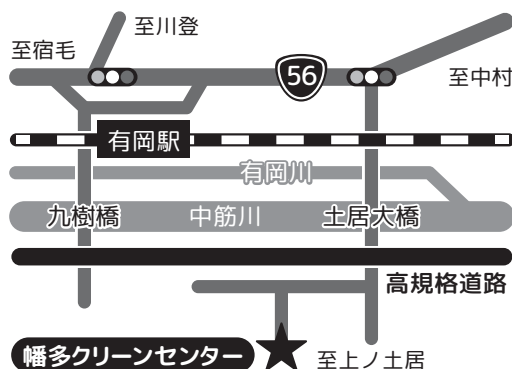 至川登
至宿毛
56
至中村
有岡駅
有岡川
九樹橋
中筋川
土居大橋
高規格道路
幡多クリーンセンター
至上ノ土居